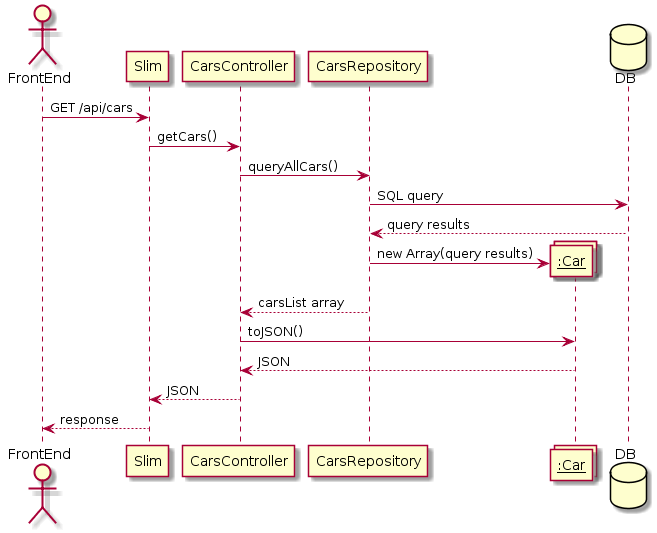 FrontEnd
Slim
CarsController
CarsRepository
DB
GET /api/cars
getCars()
queryAllCars()
SQL query
query results
new Array(query results)
:Car
carsList array
toJSON()
JSON
JSON
response
FrontEnd
Slim
CarsController
CarsRepository
:Car
DB